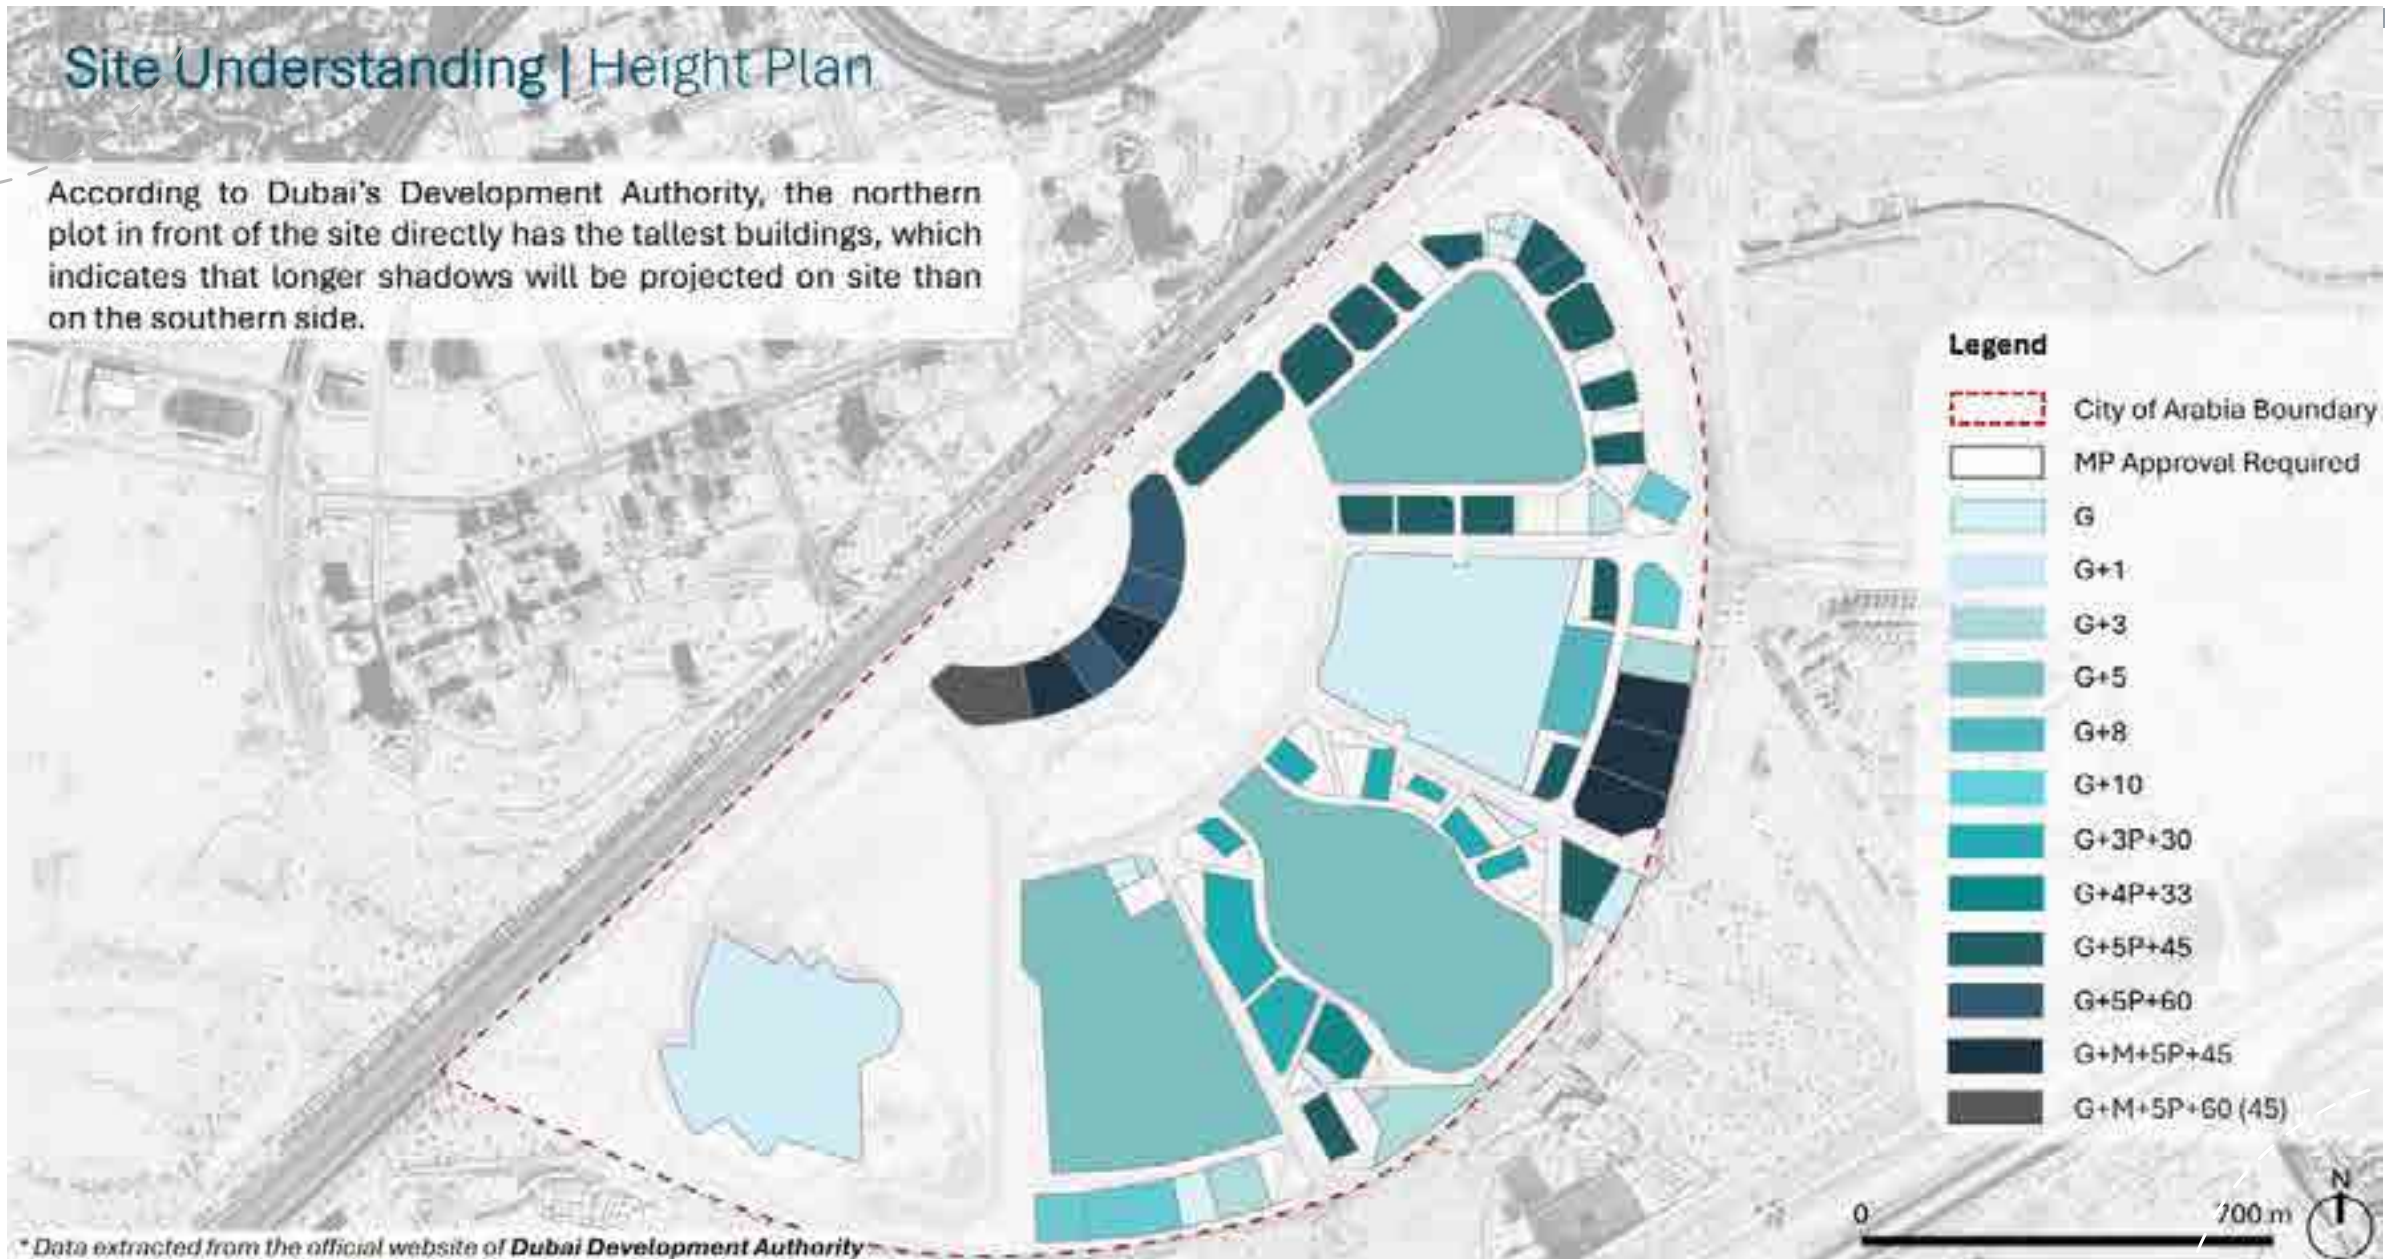 Site Understanding | Height Plan
According to Dubai's Development Authority, the northern
plot in front of the site directly has the tallest buildings, which
indicates that longer shadows will be projected on site than
on the southern side.
Legend
City of Arabia Boundary
MP Approval Required
G
G+1
G+3
G+5
G+8
G+10
G+3P+30
G+4P+33
G+5P+45
G+5P+60
G+M+5P+45
G+M+5P+60 (45)
N
0 700 m
* Data extracted from the official website of Dubai Development Authority